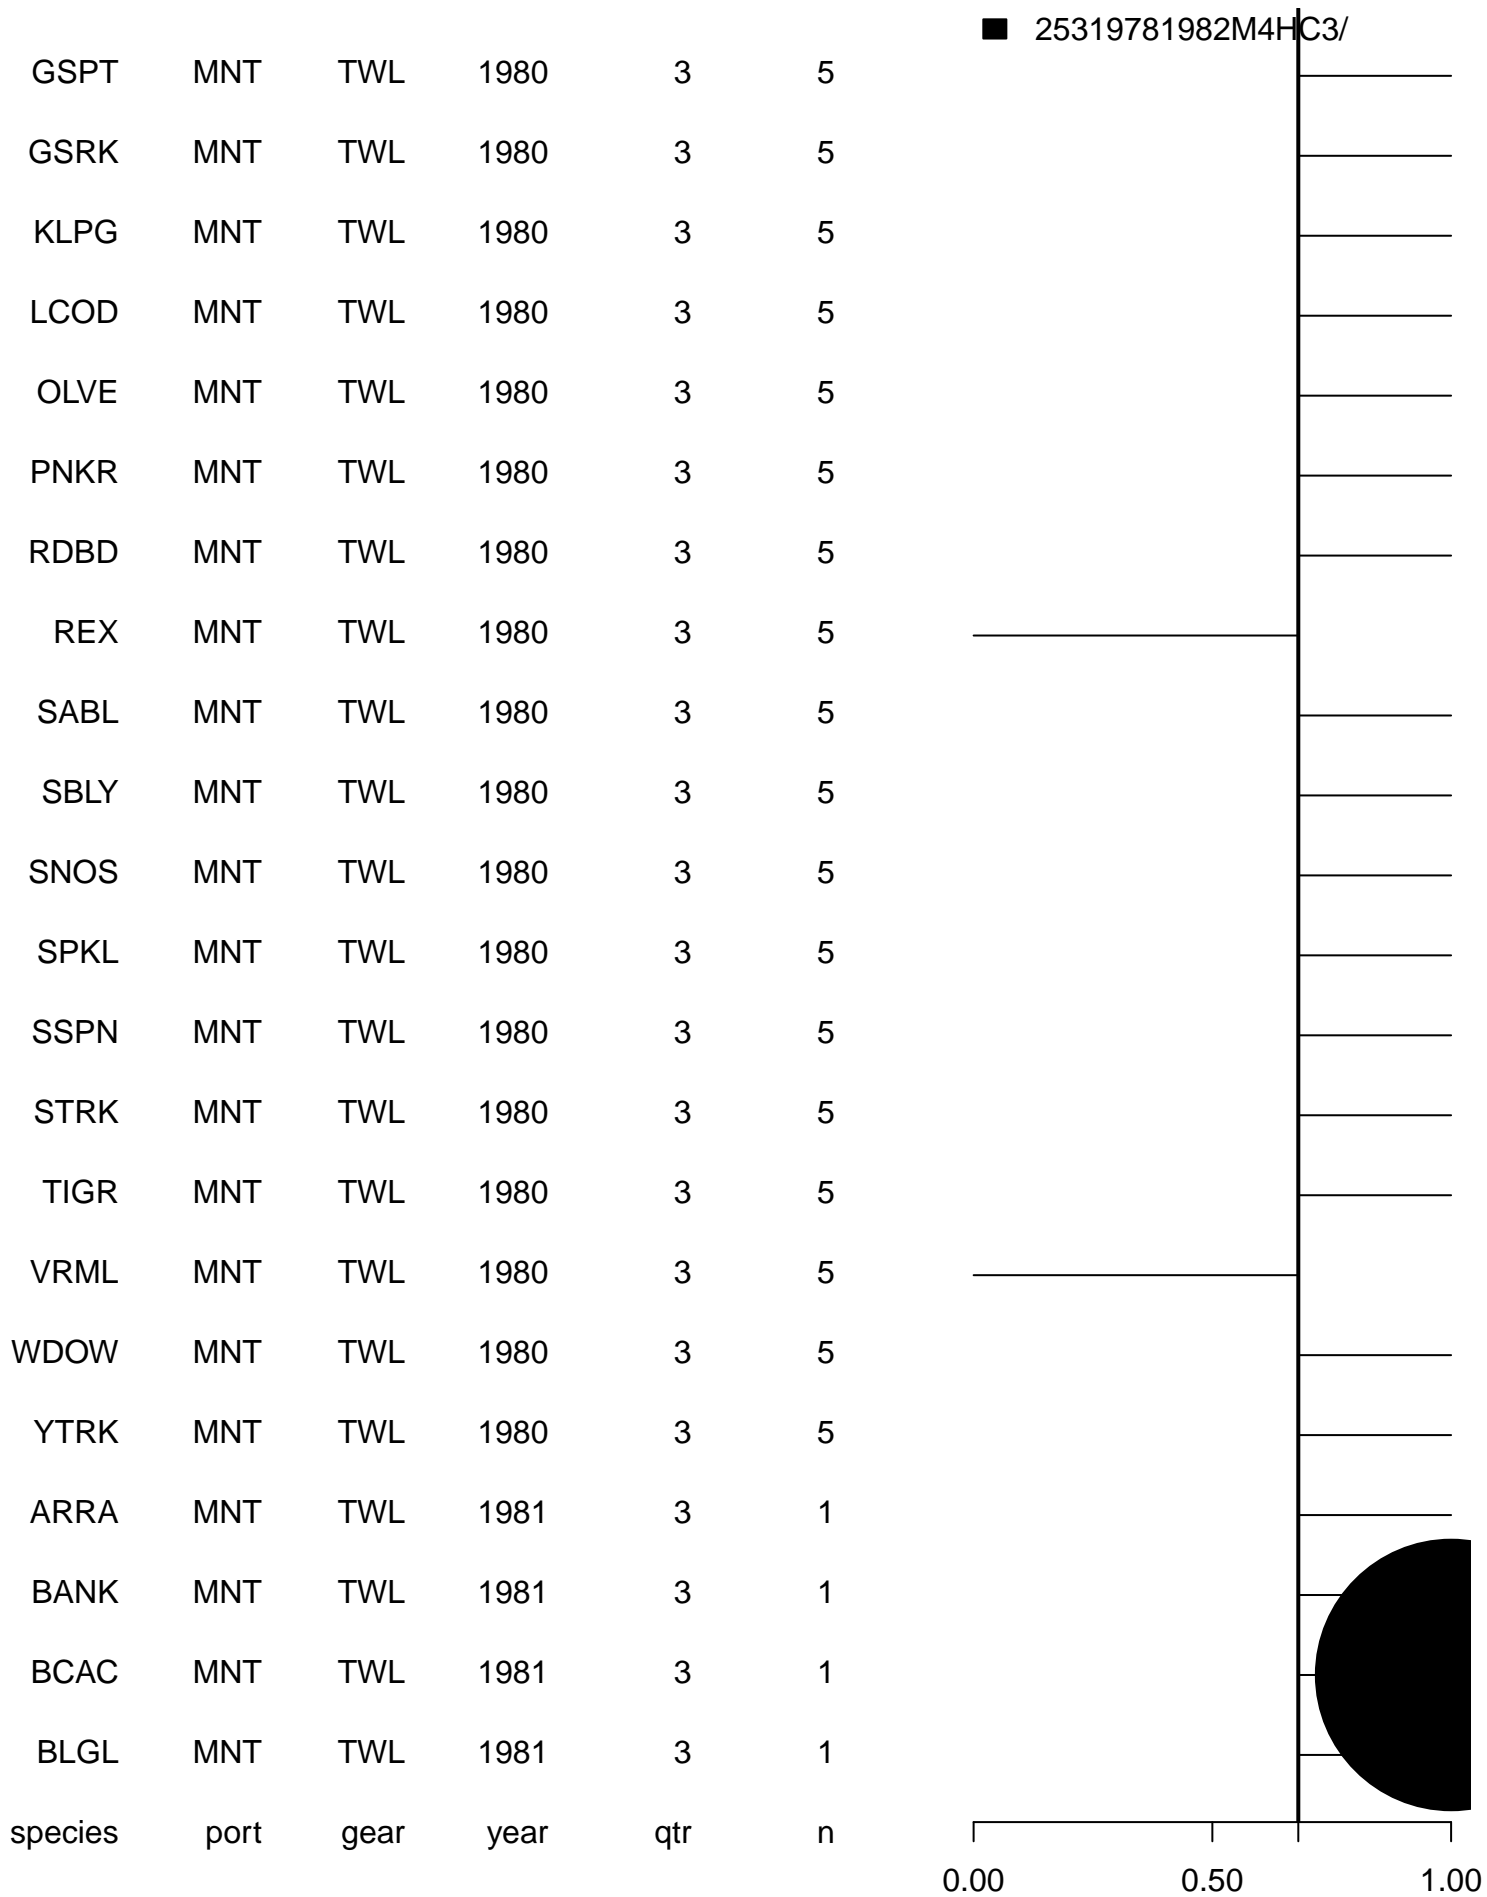 25319781982M4HC3/
GSPT MNT TWL 1980 3 5
GSRK MNT TWL 1980 3 5
KLPG MNT TWL 1980 3 5
LCOD MNT TWL 1980 3 5
OLVE MNT TWL 1980 3 5
PNKR MNT TWL 1980 3 5
RDBD MNT TWL 1980 3 5
REX MNT TWL 1980 3 5
SABL MNT TWL 1980 3 5
SBLY MNT TWL 1980 3 5
SNOS MNT TWL 1980 3 5
SPKL MNT TWL 1980 3 5
SSPN MNT TWL 1980 3 5
STRK MNT TWL 1980 3 5
TIGR MNT TWL 1980 3 5
VRML MNT TWL 1980 3 5
WDOW MNT TWL 1980 3 5
YTRK MNT TWL 1980 3 5
ARRA MNT TWL 1981 3 1
BANK MNT TWL 1981 3 1
BCAC MNT TWL 1981 3 1
BLGL MNT TWL 1981 3 1
species port gear year qtr n
0.00 0.50 1.00